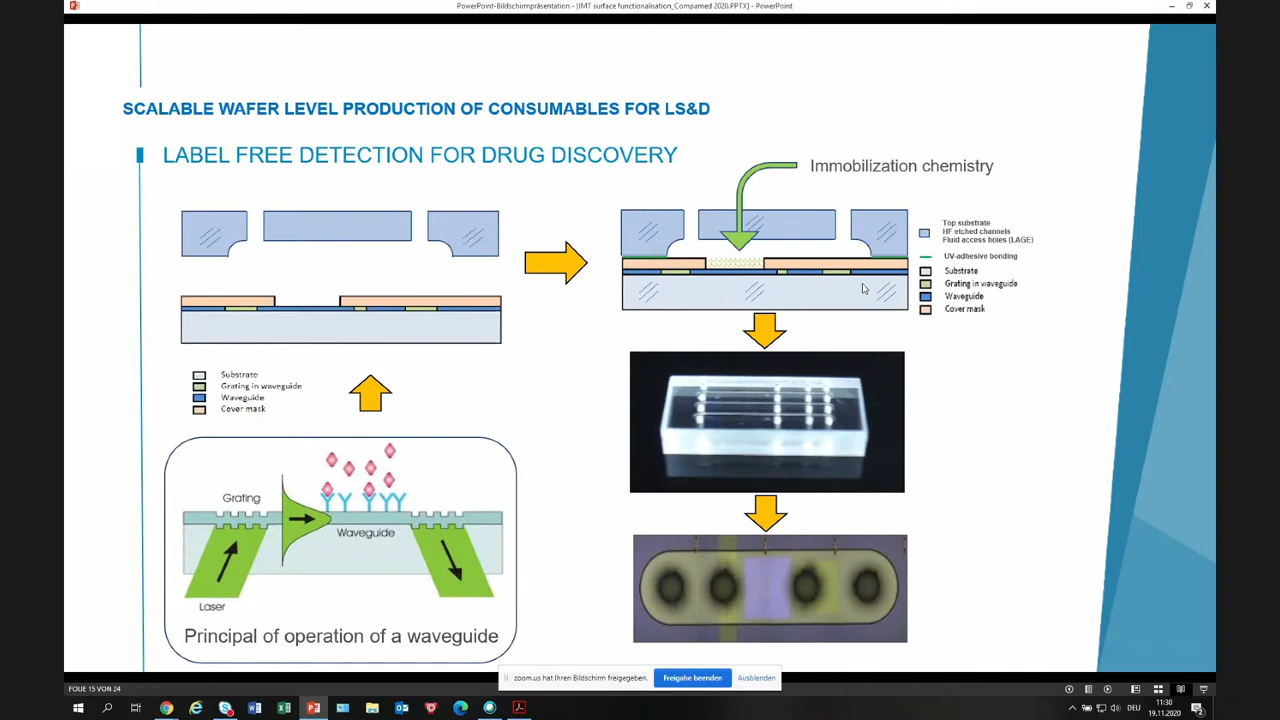 PowerPoint-Bildschirmpräsentation - [IMT surface functionalisation_Compamed 2020.PPTX] - PowerPoint
SCALABLE WAFER LEVEL PRODUCTION OF CONSUMABLES FOR LS&D
LABEL FREE DETECTION FOR DRUG DISCOVERY
Immobilization chemistry
Top substrate
HF etched channels
Fluid access holes (LAGE)
UV-adhesive bonding
Substrate
Grating in waveguide
Waveguide
Cover mask
Substrate
Grating in waveguide
Waveguide
Cover mask
Grating
Waveguide
Laser
Principal of operation of a waveguide
zoom.us hat Ihren Bildschirm freigegeben.
Freigabe beenden
Ausblenden
FOLIE 15 VON 24
DEU
11:30
19.11.2020
2